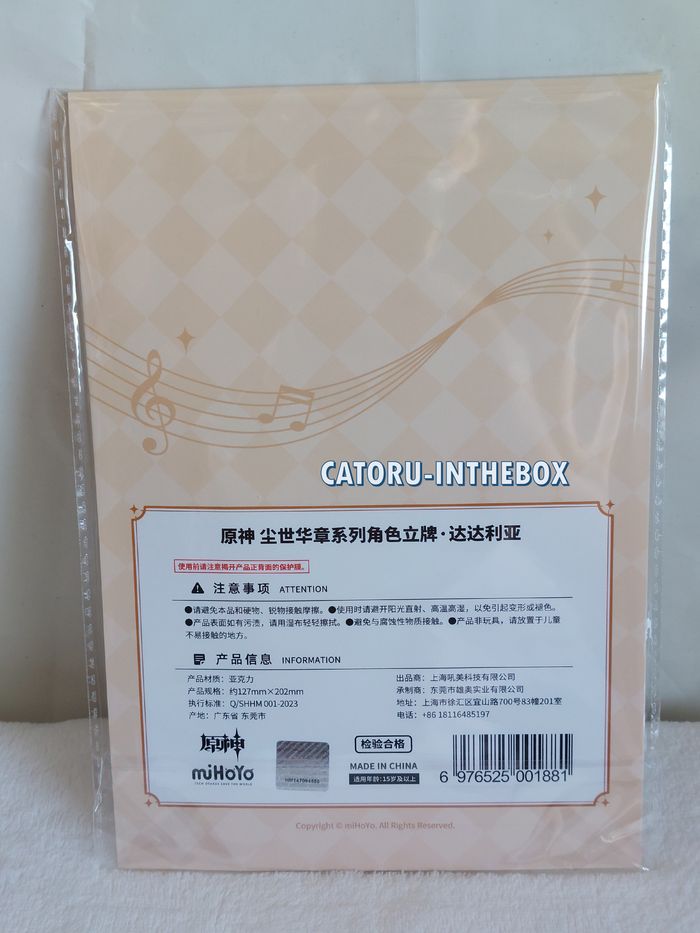 CATORU-INTHEBOX
原神 尘世华章系列角色立牌·达达利亚
使用前请注意揭开产品正背面的保护膜。
注意事项 ATTENTION
●请避免本品和硬物、锐物接触摩擦。●使用时请避开阳光直射、高温高湿，以免引起变形或褪色。
●产品表面如有污渍，请用湿布轻轻擦拭。●避免与腐蚀性物质接触。●产品非玩具，请放置于儿童
不易接触的地方。
产品信息 INFORMATION
产品材质：亚克力
产品规格：约127mm×202mm
执行标准：Q/SHHM 001-2023
产地：广东省 东莞市
出品商：上海吼美科技有限公司
承制商：东莞市雄奥实业有限公司
地址：上海市徐汇区宜山路700号83幢201室
电话：+86 18116485197
原神
miHoYo
TECH OTAKUS SAVE THE WORLD
检验合格
MADE IN CHINA
适用年龄：15岁及以上
6 976525 001881
Copyright © miHoYo. All Rights Reserved.